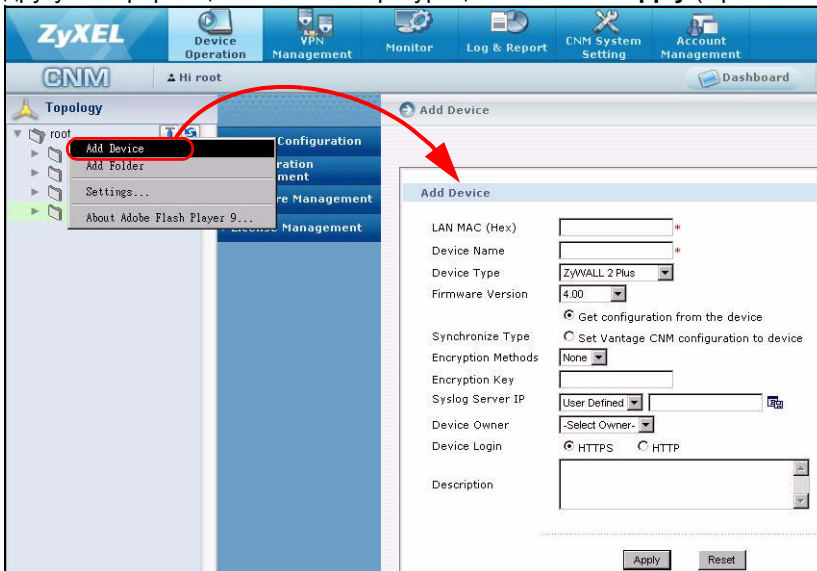 Apply
ZyXEL
Device Operation
VPN Management
Monitor
Log & Report
CNM System Setting
Account Management
CNM
Hi root
Dashboard
Topology
root
Add Device
Add Folder
Settings...
About Adobe Flash Player 9...
Configuration
Management
Add Device
Add Device
LAN MAC (Hex)
*
Device Name
*
Device Type
ZyWALL 2 Plus
Firmware Version
4.00
Get configuration from the device
Synchronize Type
Set Vantage CNM configuration to device
Encryption Methods
None
Encryption Key
Syslog Server IP
User Defined
Device Owner
-Select Owner-
Device Login
HTTPS
HTTP
Description
Apply
Reset